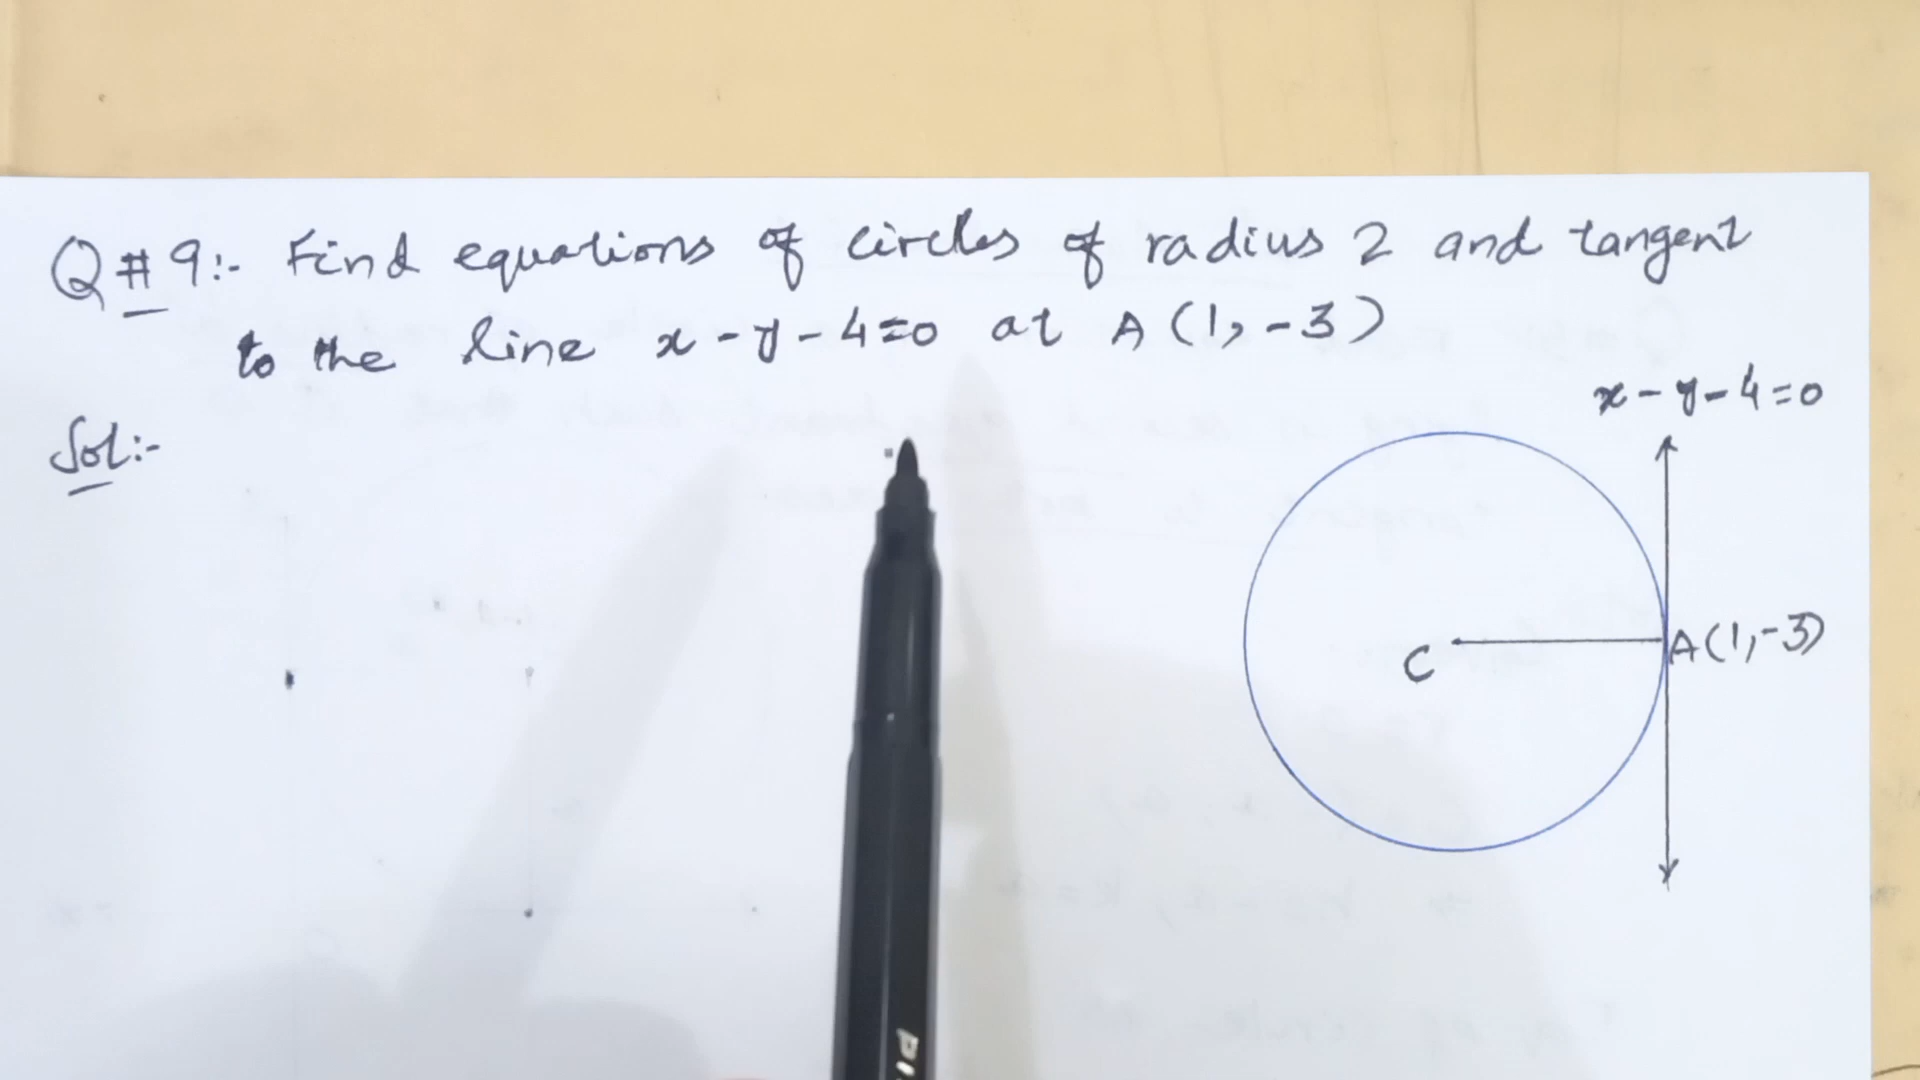 Q#9:- Find equations of circles of radius 2 and tangent
to the line x-y-4=0 at A(1,-3)
x-y-4=0
Sol:-
C
A(1,-3)